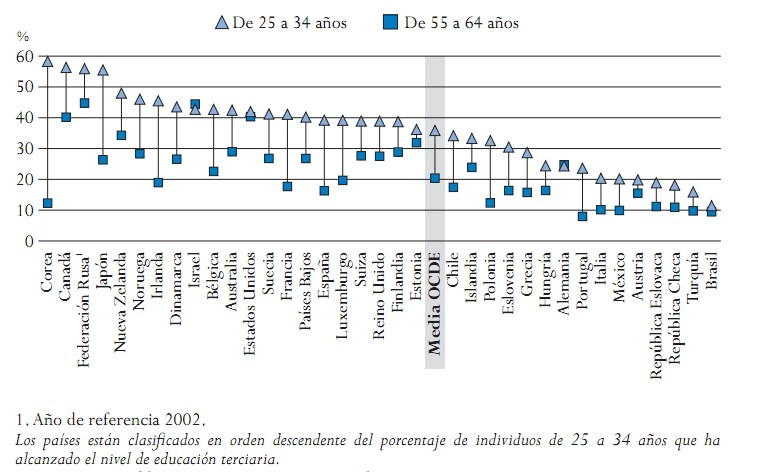 De 25 a 34 años
De 55 a 64 años
%
60
50
40
30
20
10
0
Corea
Canadá
Federación Rusa¹
Japón
Nueva Zelanda
Noruega
Irlanda
Dinamarca
Israel
Bélgica
Australia
Estados Unidos
Suecia
Francia
Países Bajos
España
Luxemburgo
Suiza
Reino Unido
Finlandia
Estonia
Media OCDE
Chile
Islandia
Polonia
Eslovenia
Grecia
Hungría
Alemania
Portugal
Italia
México
Austria
República Eslovaca
República Checa
Turquía
Brasil
1. Año de referencia 2002.
Los países están clasificados en orden descendente del porcentaje de individuos de 25 a 34 años que ha
alcanzado el nivel de educación terciaria.